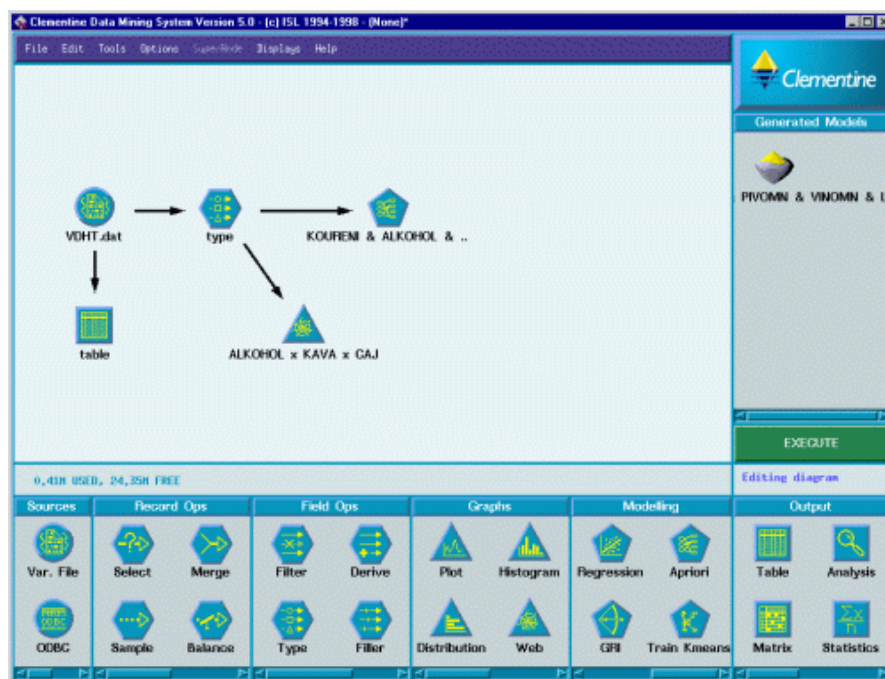 Clementine Data Mining System Version 5.0 - (c) ISL 1994-1998 - (None)*
File Edit Tools Options SuperNode Displays Help
Clementine
Generated Models
PIVOMN & VINOMN & L
VDHT.dat type KOURENI & ALKOHOL & ..
table ALKOHOL x KAVA x CAJ
EXECUTE
0,41M USED, 24,35M FREE
Editing diagram
Sources Record Ops Field Ops Graphs Modelling Output
Var. File Select Merge Filter Derive Plot Histogram Regression Apriori Table Analysis
ODBC
ODBC Sample Balance Type Filler Distribution Web GRI Train Kmeans Matrix Statistics